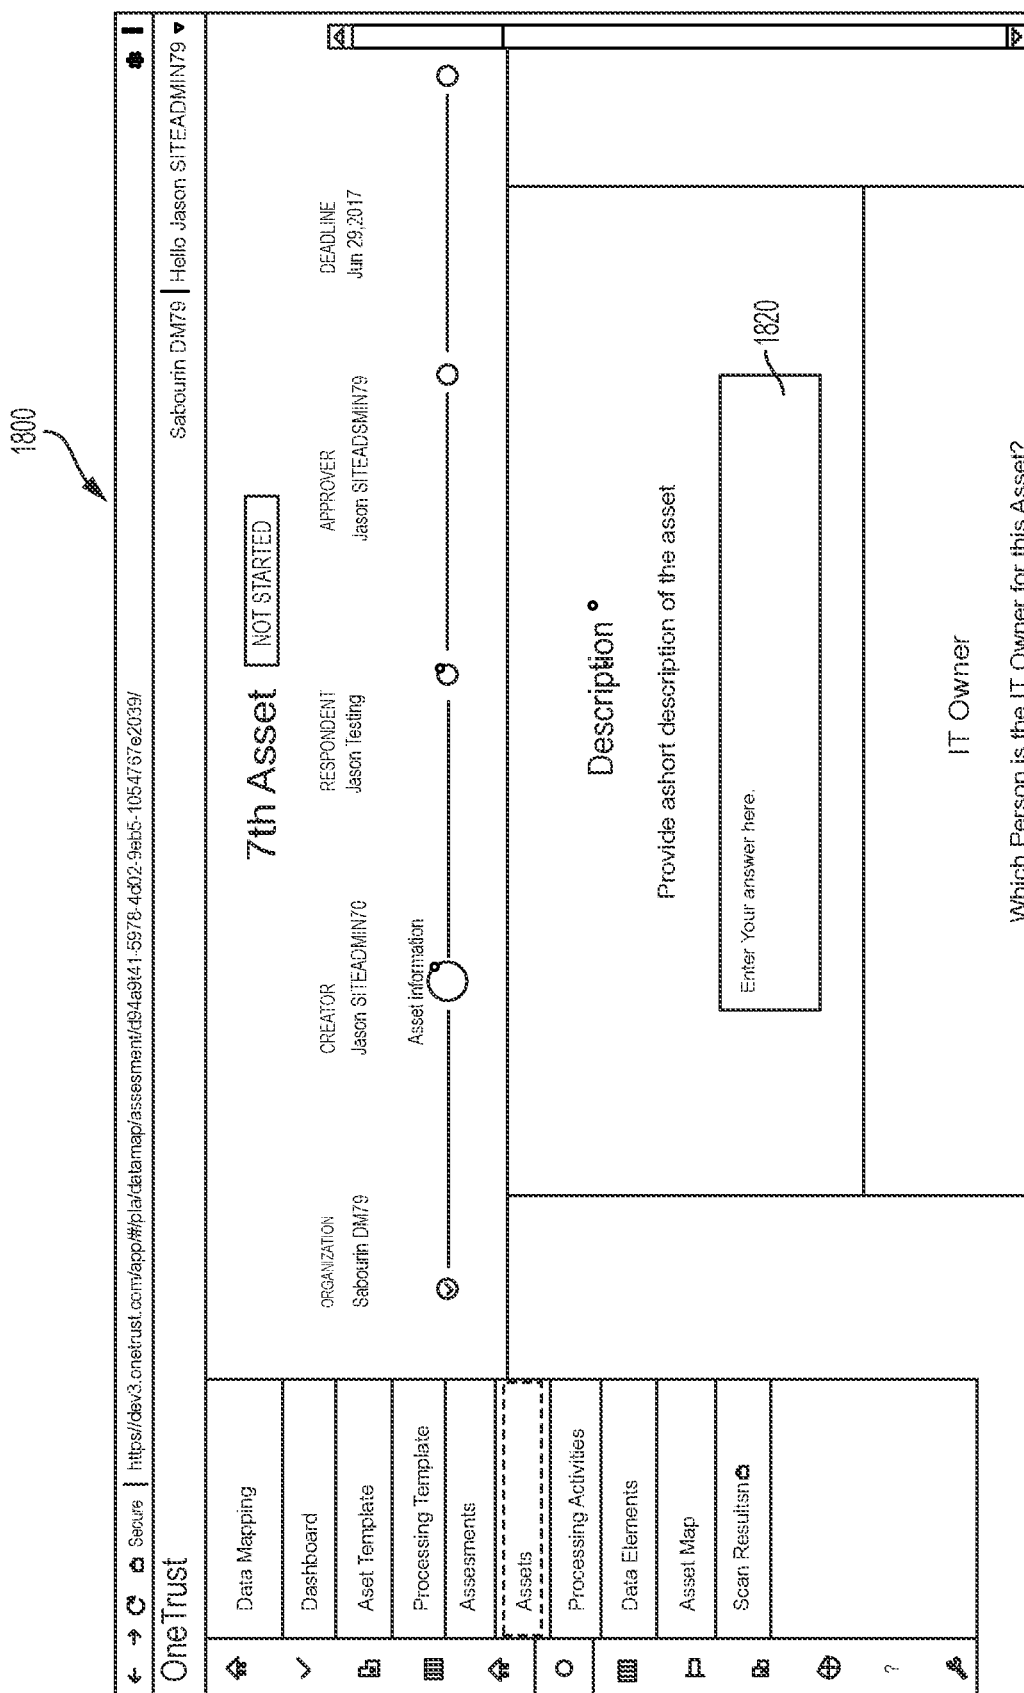 1800
Secure | https//dev3.onetrust.com/app/#/pla/datamap/assesment/d94a9t41-5978-4d02-9eb5-1054767e2039/
OneTrust
Sabourin DM79 | Hello Jason SITEADMIN79
Data Mapping
Dashboard
Aset Template
Processing Template
Assesments
Assets
Processing Activities
Data Elements
Asset Map
Scan Resultsn
?
7th Asset
NOT STARTED
ORGANIZATION
Sabourin DM79
CREATOR
Jason SITEADMIN70
RESPONDENT
Jason Testing
APPROVER
Jason SITEADSMIN79
DEADLINE
Jun 29,2017
Asset information
Description
Provide ashort description of the asset
Enter Your answer here.
1820
IT Owner
Which Person is the IT Owner for this Asset?